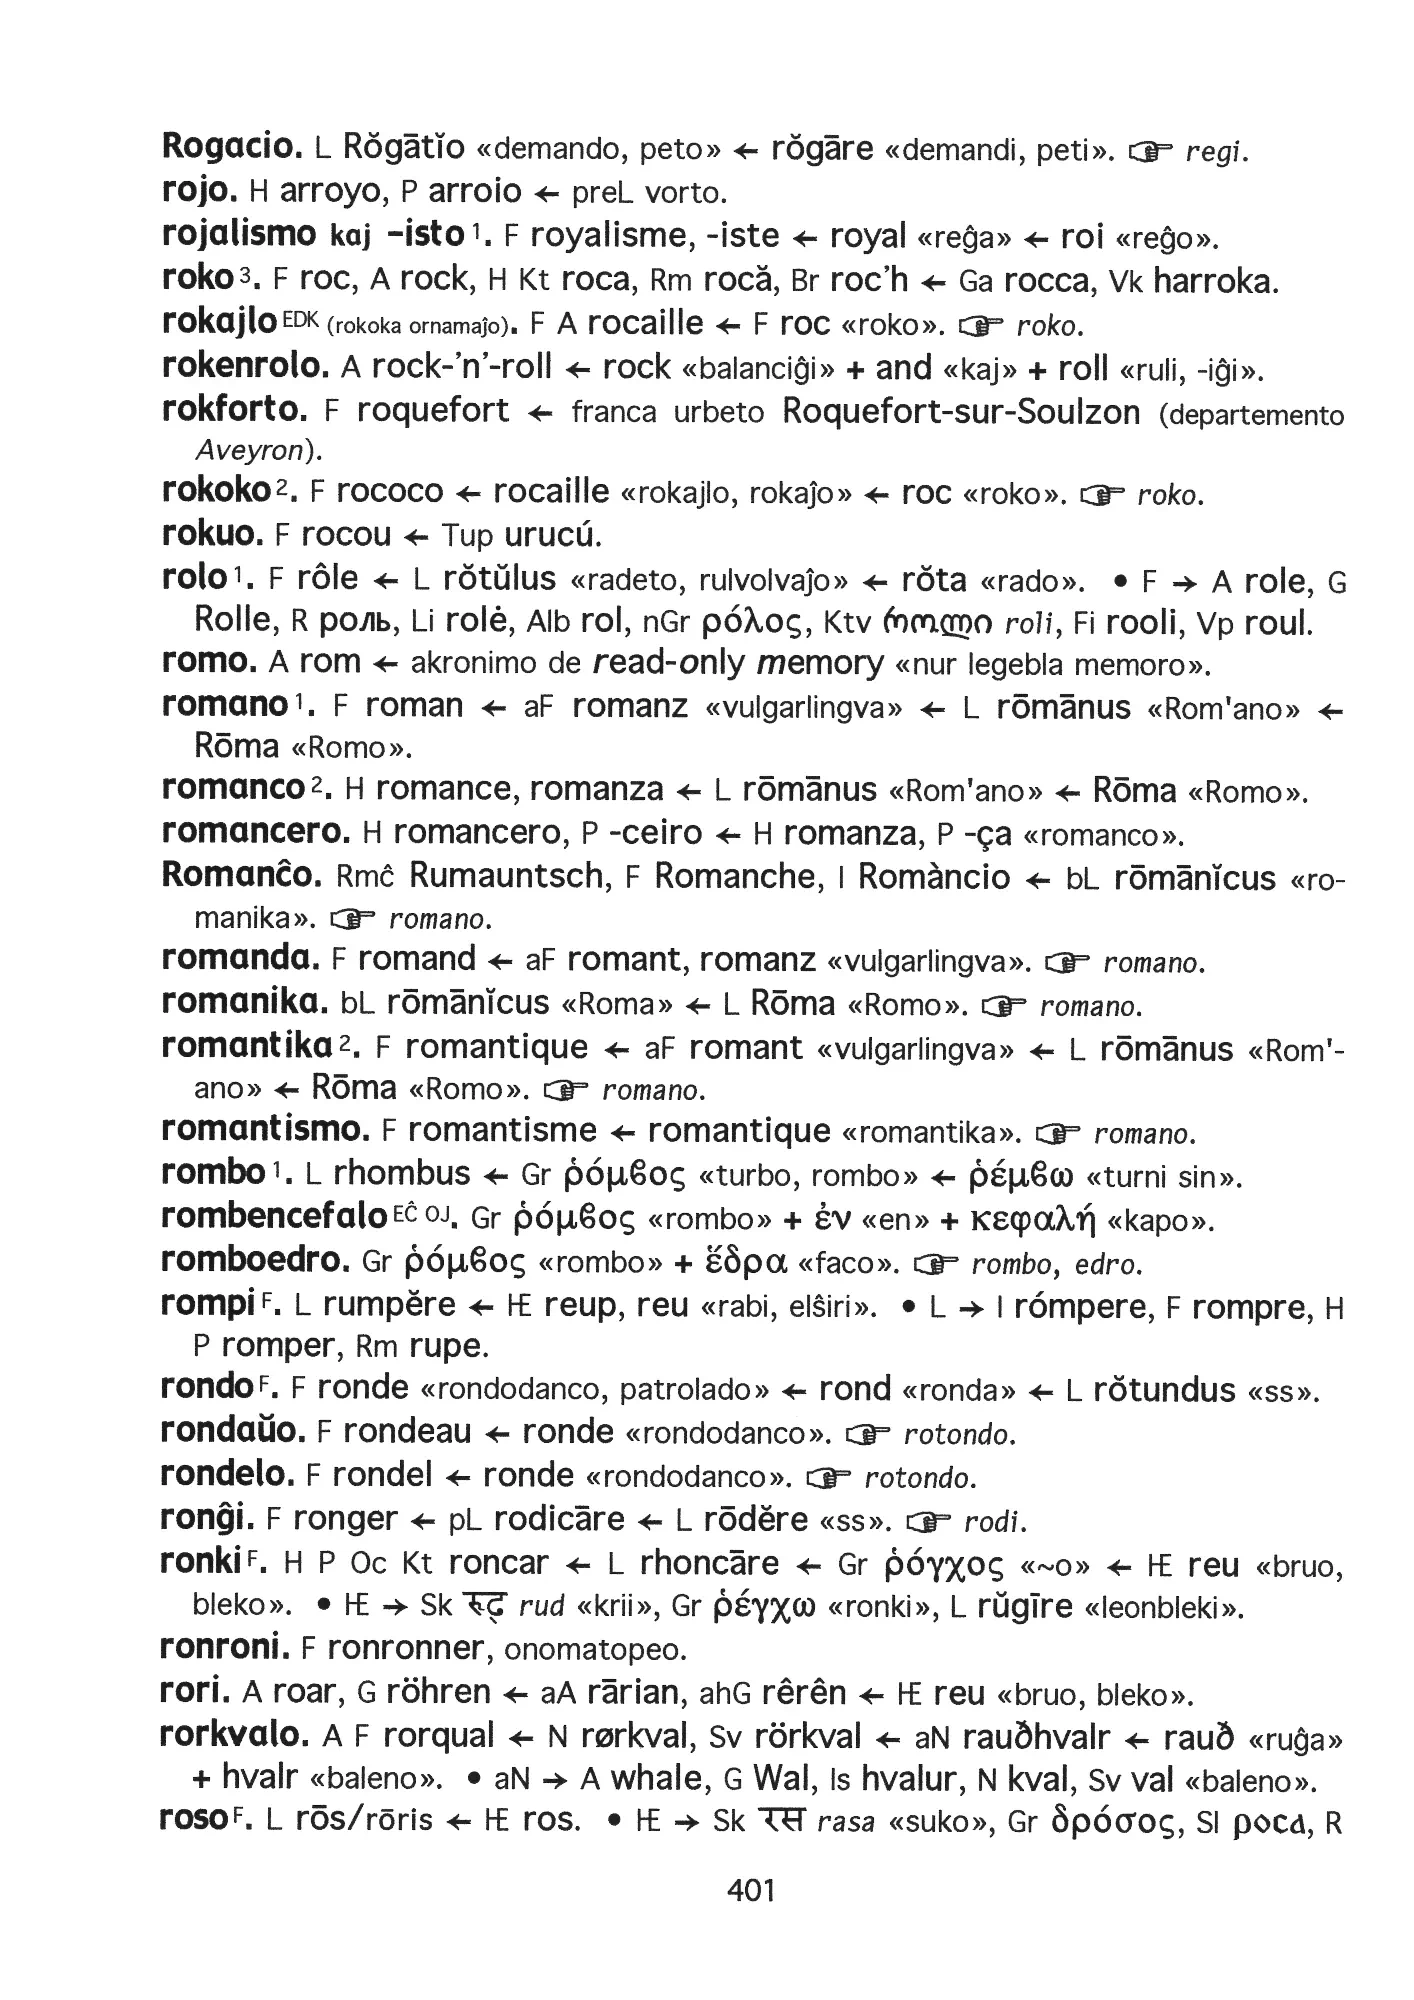 Rogacio. L Rŏgātĭo «demando, peto» ← rŏgāre «demandi, peti». ☞ regi.
rojo. H arroyo, P arroio ← preL vorto.
rojalismo kaj -isto¹. F royalisme, -iste ← royal «reĝa» ← roi «reĝo».
roko³. F roc, A rock, H Kt roca, Rm rocă, Br roc’h ← Ga rocca, Vk harroka.
rokajlo EDK (rokoka ornamaĵo). F A rocaille ← F roc «roko». ☞ roko.
rokenrolo. A rock-’n’-roll ← rock «balanciĝi» + and «kaj» + roll «ruli, -iĝi».
rokforto. F roquefort ← franca urbeto Roquefort-sur-Soulzon (departemento
Aveyron).
rokoko². F rococo ← rocaille «rokajlo, rokaĵo» ← roc «roko». ☞ roko.
rokuo. F rocou ← Tup urucú.
rolo¹. F rôle ← L rŏtŭlus «radeto, rulvolvaĵo» ← rŏta «rado». • F → A role, G
Rolle, R роль, Li rolė, Alb rol, nGr ρόλος, Ktv როლი roli, Fi rooli, Vp roul.
romo. A rom ← akronimo de read-only memory «nur legebla memoro».
romano¹. F roman ← aF romanz «vulgarlingva» ← L rōmānus «Rom'ano» ←
Rōma «Romo».
romanco². H romance, romanza ← L rōmānus «Rom'ano» ← Rōma «Romo».
romancero. H romancero, P -ceiro ← H romanza, P -ça «romanco».
Romanĉo. Rmĉ Rumauntsch, F Romanche, I Romàncio ← bL rōmānĭcus «ro-
manika». ☞ romano.
romanda. F romand ← aF romant, romanz «vulgarlingva». ☞ romano.
romanika. bL rōmānĭcus «Roma» ← L Rōma «Romo». ☞ romano.
romantika². F romantique ← aF romant «vulgarlingva» ← L rōmānus «Rom'-
ano» ← Rōma «Romo». ☞ romano.
romantismo. F romantisme ← romantique «romantika». ☞ romano.
rombo¹. L rhombus ← Gr ῥόμϐος «turbo, rombo» ← ῥέμϐω «turni sin».
rombencefalo EĈ OJ. Gr ῥόμϐος «rombo» + ἐν «en» + κεφαλή «kapo».
romboedro. Gr ῥόμϐος «rombo» + ἕδρα «faco». ☞ rombo, edro.
rompi F. L rumpĕre ← IE reup, reu «rabi, elŝiri». • L → I rómpere, F rompre, H
P romper, Rm rupe.
rondo F. F ronde «rondodanco, patrolado» ← rond «ronda» ← L rŏtundus «ss».
rondaŭo. F rondeau ← ronde «rondodanco». ☞ rotondo.
rondelo. F rondel ← ronde «rondodanco». ☞ rotondo.
ronĝi. F ronger ← pL rodicāre ← L rōdĕre «ss». ☞ rodi.
ronki F. H P Oc Kt roncar ← L rhoncāre ← Gr ῥόγχος «~o» ← IE reu «bruo,
bleko». • IE → Sk रुद् rud «krii», Gr ῥέγχω «ronki», L rŭgīre «leonbleki».
ronroni. F ronronner, onomatopeo.
rori. A roar, G röhren ← aA rārian, ahG rêrên ← IE reu «bruo, bleko».
rorkvalo. A F rorqual ← N rørkval, Sv rörkval ← aN rauðhvalr ← rauð «ruĝa»
+ hvalr «baleno». • aN → A whale, G Wal, Is hvalur, N kval, Sv val «baleno».
roso F. L rōs/rōris ← IE ros. • IE → Sk रस rasa «suko», Gr δρόσος, Sl роса, R
401